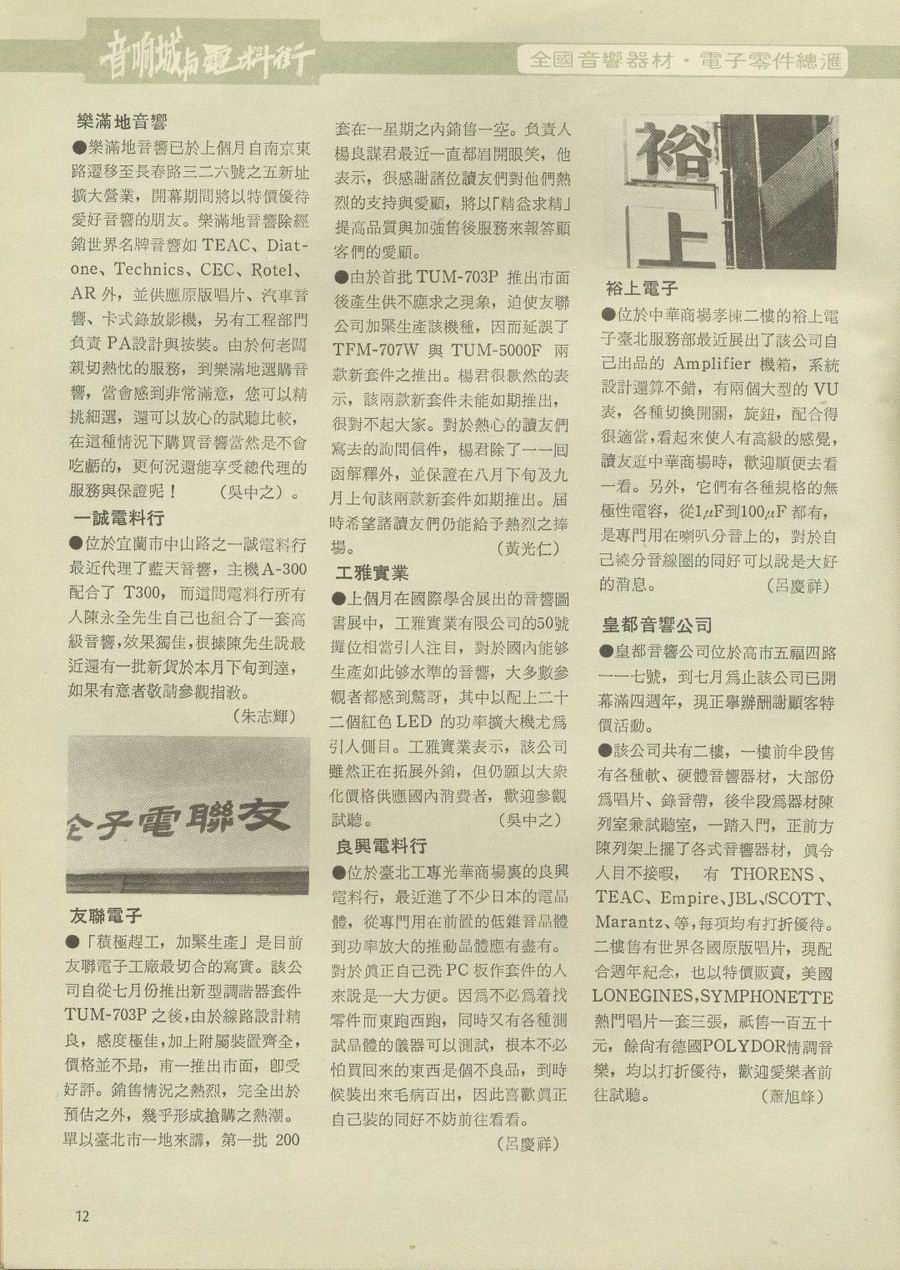 音响城与電料街
全國音響器材・電子零件總滙
樂滿地音響
●樂滿地音響已於上個月自南京東
路遷移至長春路三二六號之五新址
擴大營業，開幕期間將以特價優待
愛好音響的朋友。樂滿地音響除經
銷世界名牌音響如 TEAC、Diat-
one、Technics、CEC、Rotel、
AR 外，並供應原版唱片、汽車音
響、卡式錄放影機，另有工程部門
負責 PA設計與按裝。由於何老闆
親切熱忱的服務，到樂滿地選購音
響，當會感到非常滿意，您可以精
挑細選，還可以放心的試聽比較，
在這種情況下購買音響當然是不會
吃虧的，更何況還能享受總代理的
服務與保證呢！　（吳中之）。
一誠電料行
●位於宜蘭市中山路之一誠電料行
最近代理了藍天音響，主機A-300
配合了 T300，而這間電料行所有
人陳永全先生自己也組合了一套高
級音響，效果獨佳，根據陳先生說最
近還有一批新貨於本月下旬到達，
如果有意者敬請參觀指教。
（朱志輝）
友聯電子
友聯電子
●「積極趕工，加緊生產」是目前
友聯電子工廠最切合的寫實。該公
司自從七月份推出新型調諧器套件
TUM-703P 之後，由於線路設計精
良，感度極佳，加上附屬裝置齊全，
價格並不昻，甫一推出市面，卽受
好評。銷售情況之熱烈，完全出於
預估之外，幾乎形成搶購之熱潮。
單以臺北市一地來講，第一批 200
套在一星期之內銷售一空。負責人
楊良謀君最近一直都眉開眼笑，他
表示，很感謝諸位讀友們對他們熱
烈的支持與愛顧，將以「精益求精」
提高品質與加強售後服務來報答顧
客們的愛顧。
●由於首批 TUM-703P 推出市面
後產生供不應求之現象，迫使友聯
公司加緊生產該機種，因而延誤了
TFM-707W 與 TUM-5000F 兩
款新套件之推出。楊君很歉然的表
示，該兩款新套件未能如期推出，
很對不起大家。對於熱心的讀友們
寫去的詢問信件，楊君除了一一囘
函解釋外，並保證在八月下旬及九
月上旬該兩款新套件如期推出。屆
時希望諸讀友們仍能給予熱烈之捧
場。　（黃光仁）
工雅實業
●上個月在國際學舍展出的音響圖
書展中，工雅實業有限公司的50號
攤位相當引人注目，對於國內能够
生產如此够水準的音響，大多數參
觀者都感到驚訝，其中以配上二十
二個紅色 LED 的功率擴大機尤爲
引人側目。工雅實業表示，該公司
雖然正在拓展外銷，但仍願以大衆
化價格供應國內消費者，歡迎參觀
試聽。　（吳中之）
良興電料行
●位於臺北工專光華商場裏的良興
電料行，最近進了不少日本的電晶
體，從專門用在前置的低雜音晶體
到功率放大的推動晶體應有盡有。
對於眞正自己洗 PC 板作套件的人
來說是一大方便。因爲不必爲着找
零件而東跑西跑，同時又有各種測
試晶體的儀器可以測試，根本不必
怕買囘來的東西是個不良品，到時
候裝出來毛病百出，因此喜歡眞正
自己裝的同好不妨前往看看。
（呂慶祥）
裕上
裕上電子
●位於中華商場孝棟二樓的裕上電
子臺北服務部最近展出了該公司自
己出品的 Amplifier 機箱，系統
設計還算不錯，有兩個大型的 VU
表，各種切換開關，旋鈕，配合得
很適當，看起來使人有高級的感覺，
讀友逛中華商場時，歡迎順便去看
一看。另外，它們有各種規格的無
極性電容，從1μF到100μF 都有，
是專門用在喇叭分音上的，對於自
己繞分音線圈的同好可以說是大好
的消息。　（呂慶祥）
皇都音響公司
●皇都音響公司位於高市五福四路
一一七號，到七月爲止該公司已開
幕滿四週年，現正舉辦酬謝顧客特
價活動。
●該公司共有二樓，一樓前半段售
有各種軟、硬體音響器材，大部份
爲唱片、錄音帶，後半段爲器材陳
列室兼試聽室，一踏入門，正前方
陳列架上擺了各式音響器材，眞令
人目不接暇，　有 THORENS、
TEAC、Empire、JBL、SCOTT、
Marantz、等，每項均有打折優待。
二樓售有世界各國原版唱片，現配
合週年紀念，也以特價販賣，美國
LONEGINES,SYMPHONETTE
熱門唱片一套三張，祇售一百五十
元，餘尙有德國POLYDOR情調音
樂，均以打折優待，歡迎愛樂者前
往試聽。　（蕭旭峰）
12